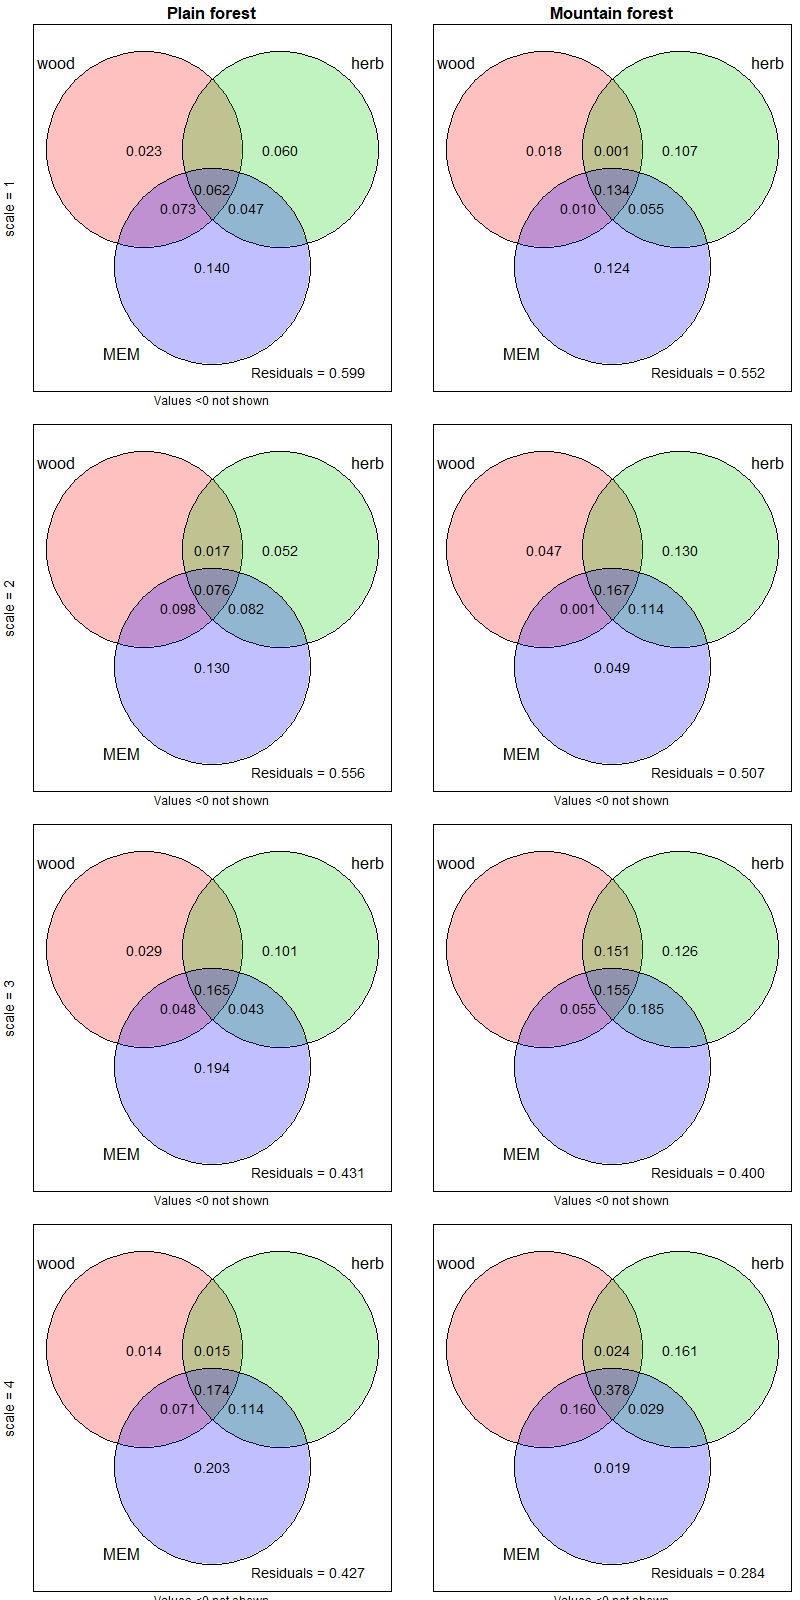 Plain forest
Mountain forest
scale = 1
wood
herb
0.023
0.060
0.062
0.073
0.047
0.140
MEM
Residuals = 0.599
Values <0 not shown
wood
herb
0.018
0.001
0.107
0.134
0.010
0.055
0.124
MEM
Residuals = 0.552
scale = 2
wood
herb
0.017
0.052
0.076
0.098
0.082
0.130
MEM
Residuals = 0.556
Values <0 not shown
wood
herb
0.047
0.130
0.167
0.001
0.114
0.049
MEM
Residuals = 0.507
Values <0 not shown
scale = 3
wood
herb
0.029
0.101
0.165
0.048
0.043
0.194
MEM
Residuals = 0.431
Values <0 not shown
wood
herb
0.151
0.126
0.155
0.055
0.185
MEM
Residuals = 0.400
Values <0 not shown
scale = 4
wood
herb
0.014
0.015
0.174
0.071
0.114
0.203
MEM
Residuals = 0.427
Values <0 not shown
wood
herb
0.024
0.161
0.378
0.160
0.029
0.019
MEM
Residuals = 0.284
Values <0 not shown